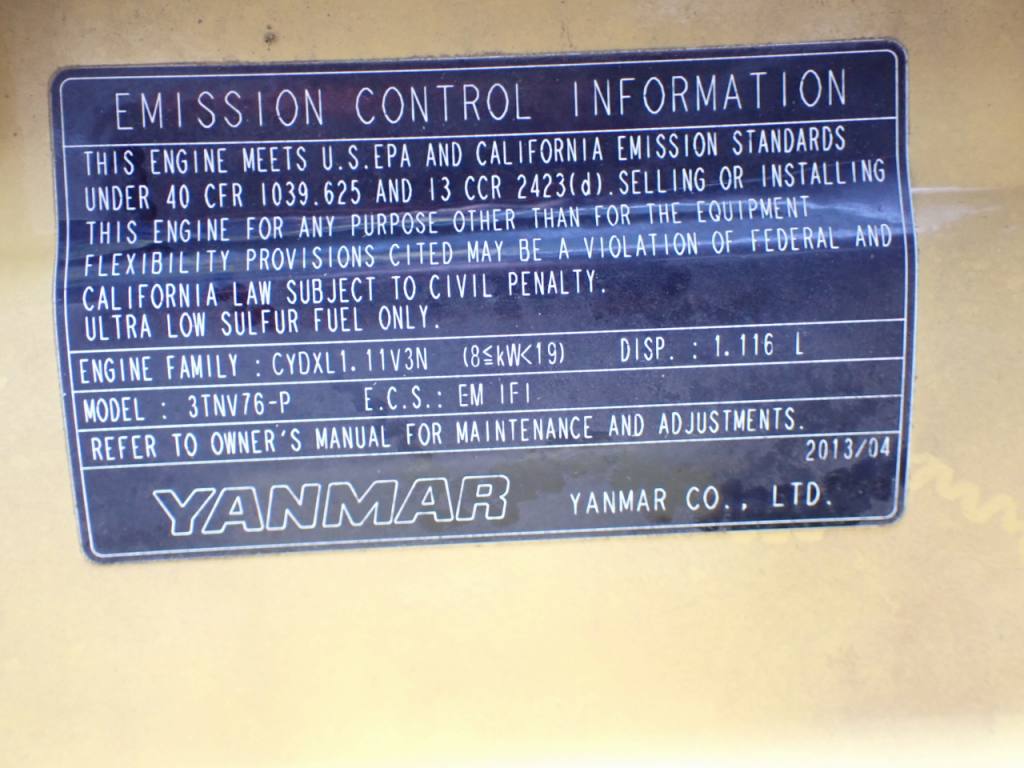 EMISSION CONTROL INFORMATION
THIS ENGINE MEETS U.S.EPA AND CALIFORNIA EMISSION STANDARDS
UNDER 40 CFR 1039.625 AND 13 CCR 2423(d).SELLING OR INSTALLING
THIS ENGINE FOR ANY PURPOSE OTHER THAN FOR THE EQUIPMENT
FLEXIBILITY PROVISIONS CITED MAY BE A VIOLATION OF FEDERAL AND
CALIFORNIA LAW SUBJECT TO CIVIL PENALTY.
ULTRA LOW SULFUR FUEL ONLY.
ENGINE FAMILY : CYDXL1.11V3N (8≦kW<19) DISP. : 1.116 L
MODEL : 3TNV76-P E.C.S.: EM IFI
REFER TO OWNER'S MANUAL FOR MAINTENANCE AND ADJUSTMENTS.
2013/04
YANMAR YANMAR CO., LTD.